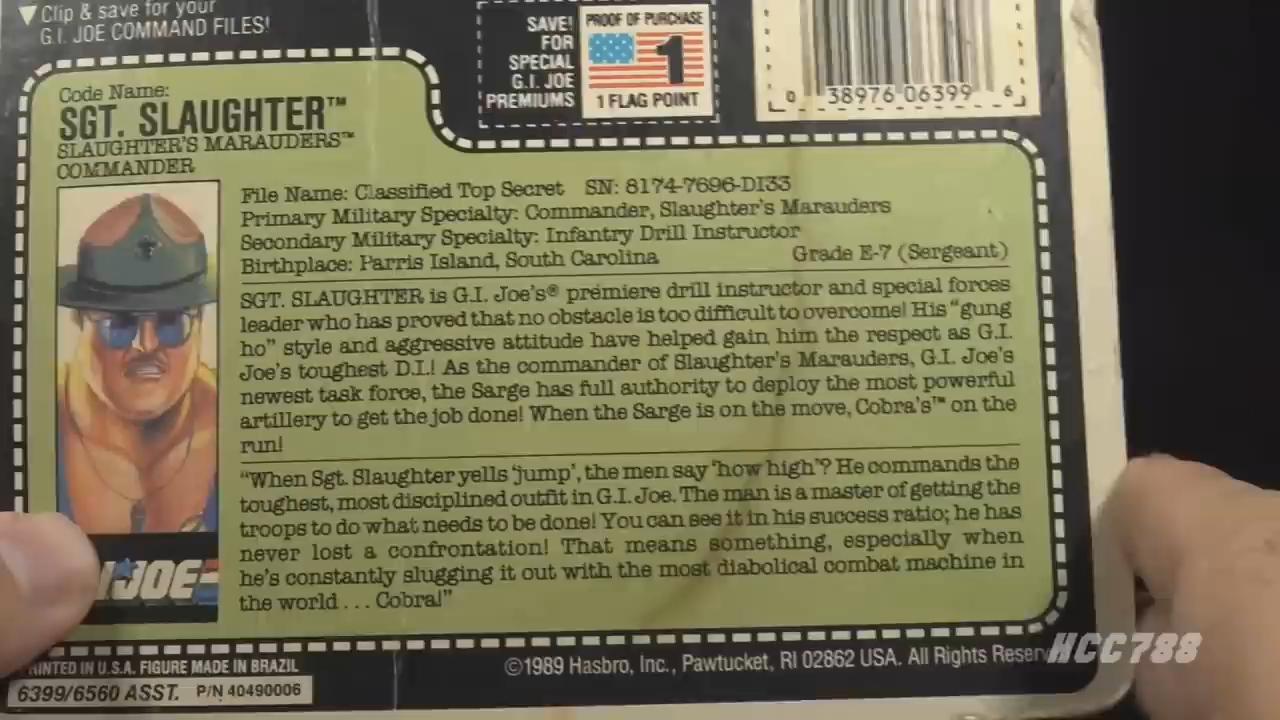 Clip & save for your
G.I. JOE COMMAND FILES!
SAVE!
FOR
SPECIAL
G.I. JOE
PREMIUMS
PROOF OF PURCHASE
1
1 FLAG POINT
0 38976 06399 6
Code Name:
SGT. SLAUGHTER™
SLAUGHTER'S MARAUDERS™
COMMANDER
File Name: Classified Top Secret SN: 8174-7696-DI33
Primary Military Specialty: Commander, Slaughter's Marauders
Secondary Military Specialty: Infantry Drill Instructor
Birthplace: Parris Island, South Carolina Grade E-7 (Sergeant)
SGT. SLAUGHTER is G.I. Joe's® premiere drill instructor and special forces
leader who has proved that no obstacle is too difficult to overcome! His "gung
ho" style and aggressive attitude have helped gain him the respect as G.I.
Joe's toughest D.I.! As the commander of Slaughter's Marauders, G.I. Joe's
newest task force, the Sarge has full authority to deploy the most powerful
artillery to get the job done! When the Sarge is on the move, Cobra's™ on the
run!
"When Sgt. Slaughter yells 'jump', the men say 'how high'? He commands the
toughest, most disciplined outfit in G.I. Joe. The man is a master of getting the
troops to do what needs to be done! You can see it in his success ratio; he has
never lost a confrontation! That means something, especially when
he's constantly slugging it out with the most diabolical combat machine in
the world . . . Cobra!"
JOE
RINTED IN U.S.A. FIGURE MADE IN BRAZIL
6399/6560 ASST. P/N 40490006
©1989 Hasbro, Inc., Pawtucket, RI 02862 USA. All Rights Reserv
HCC788